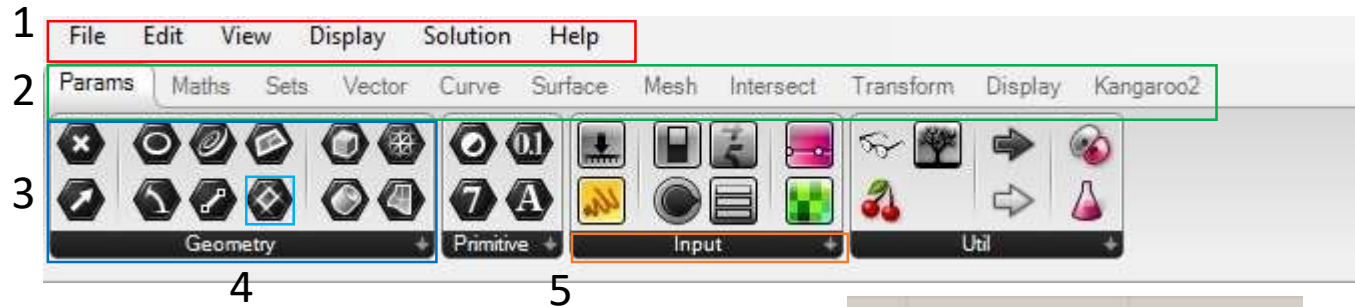 1 File Edit View Display Solution Help
2 Params Maths Sets Vector Curve Surface Mesh Intersect Transform Display Kangaroo2
0.1
3 7 A
Geometry Primitive Input Util
4 5